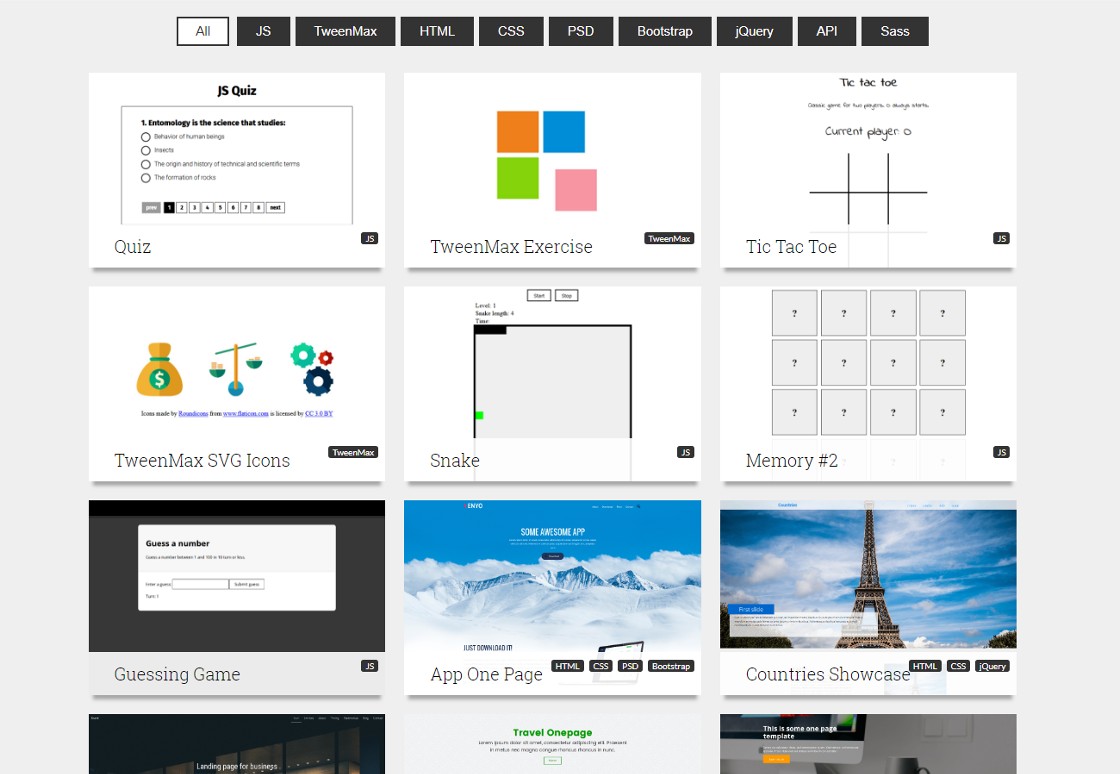 All JS TweenMax HTML CSS PSD Bootstrap jQuery API Sass
JS Quiz
1. Entomology is the science that studies:
Behavior of human beings
Insects
The origin and history of technical and scientific terms
The formation of rocks
prev 1 2 3 4 5 6 7 8 next
Quiz
JS
TweenMax Exercise
TweenMax
Tic tac toe
Classic game for two players. O always starts.
Current player: O
Tic Tac Toe
JS
Icons made by Roundicons from www.flaticon.com is licensed by CC 3.0 BY
TweenMax SVG Icons
TweenMax
Start Stop
Level: 1
Snake length: 4
Time:
Snake
JS
? ? ? ?
? ? ? ?
? ? ? ?
Memory #2
JS
Guess a number
Guess a number between 1 and 100 in 10 turn or less.
Enter a guess: Submit guess
Turn: 1
Guessing Game
JS
SOME AWESOME APP
JUST DOWNLOAD IT!
App One Page
HTML CSS PSD Bootstrap
First slide
Countries Showcase
HTML CSS jQuery
Landing page for business
Travel Onepage
Lorem ipsum dolor sit amet, consectetur adipiscing elit. Praesent
in metus nec magna congue rhoncus rhoncus in nunc.
This is some one page
template